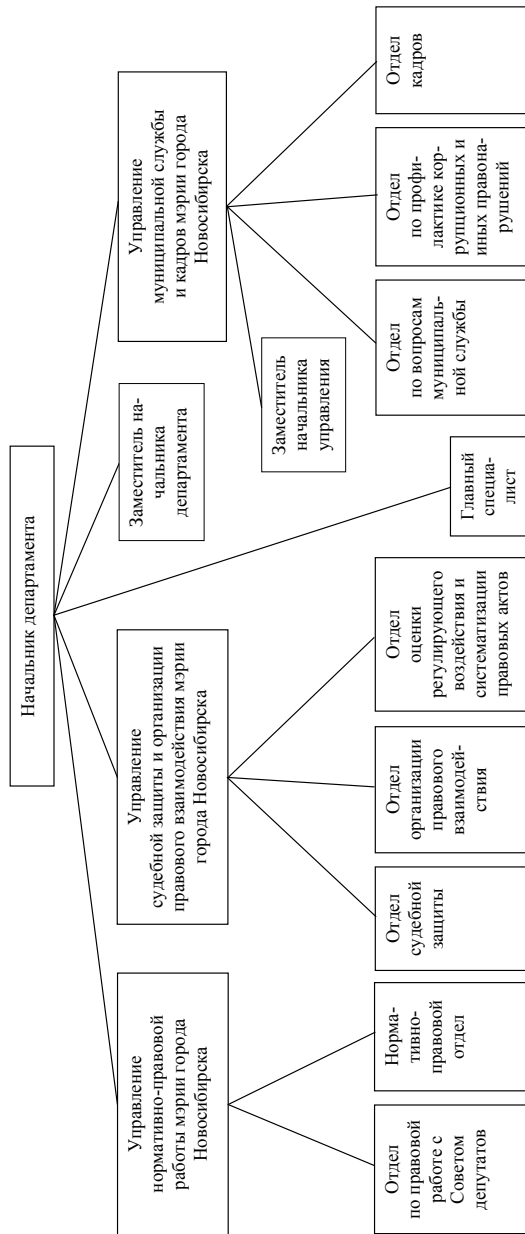 Начальник департамента
Управление
нормативно-правовой
работы мэрии города
Новосибирска
Управление
судебной защиты и организации
правового взаимодействия мэрии
города Новосибирска
Заместитель на-
чальника
департамента
Управление
муниципальной службы
и кадров мэрии города
Новосибирска
Заместитель
начальника
управления
Главный
специа-
лист
Отдел
по правовой
работе с
Советом
депутатов
Норма-
тивно-
правовой
отдел
Отдел
судебной
защиты
Отдел
организации
правового
взаимодей-
ствия
Отдел
оценки
регулирующего
воздействия и
систематизации
правовых актов
Отдел
по вопросам
муниципаль-
ной службы
Отдел
по профи-
лактике кор-
рупционных и
иных правона-
рушений
Отдел
кадров